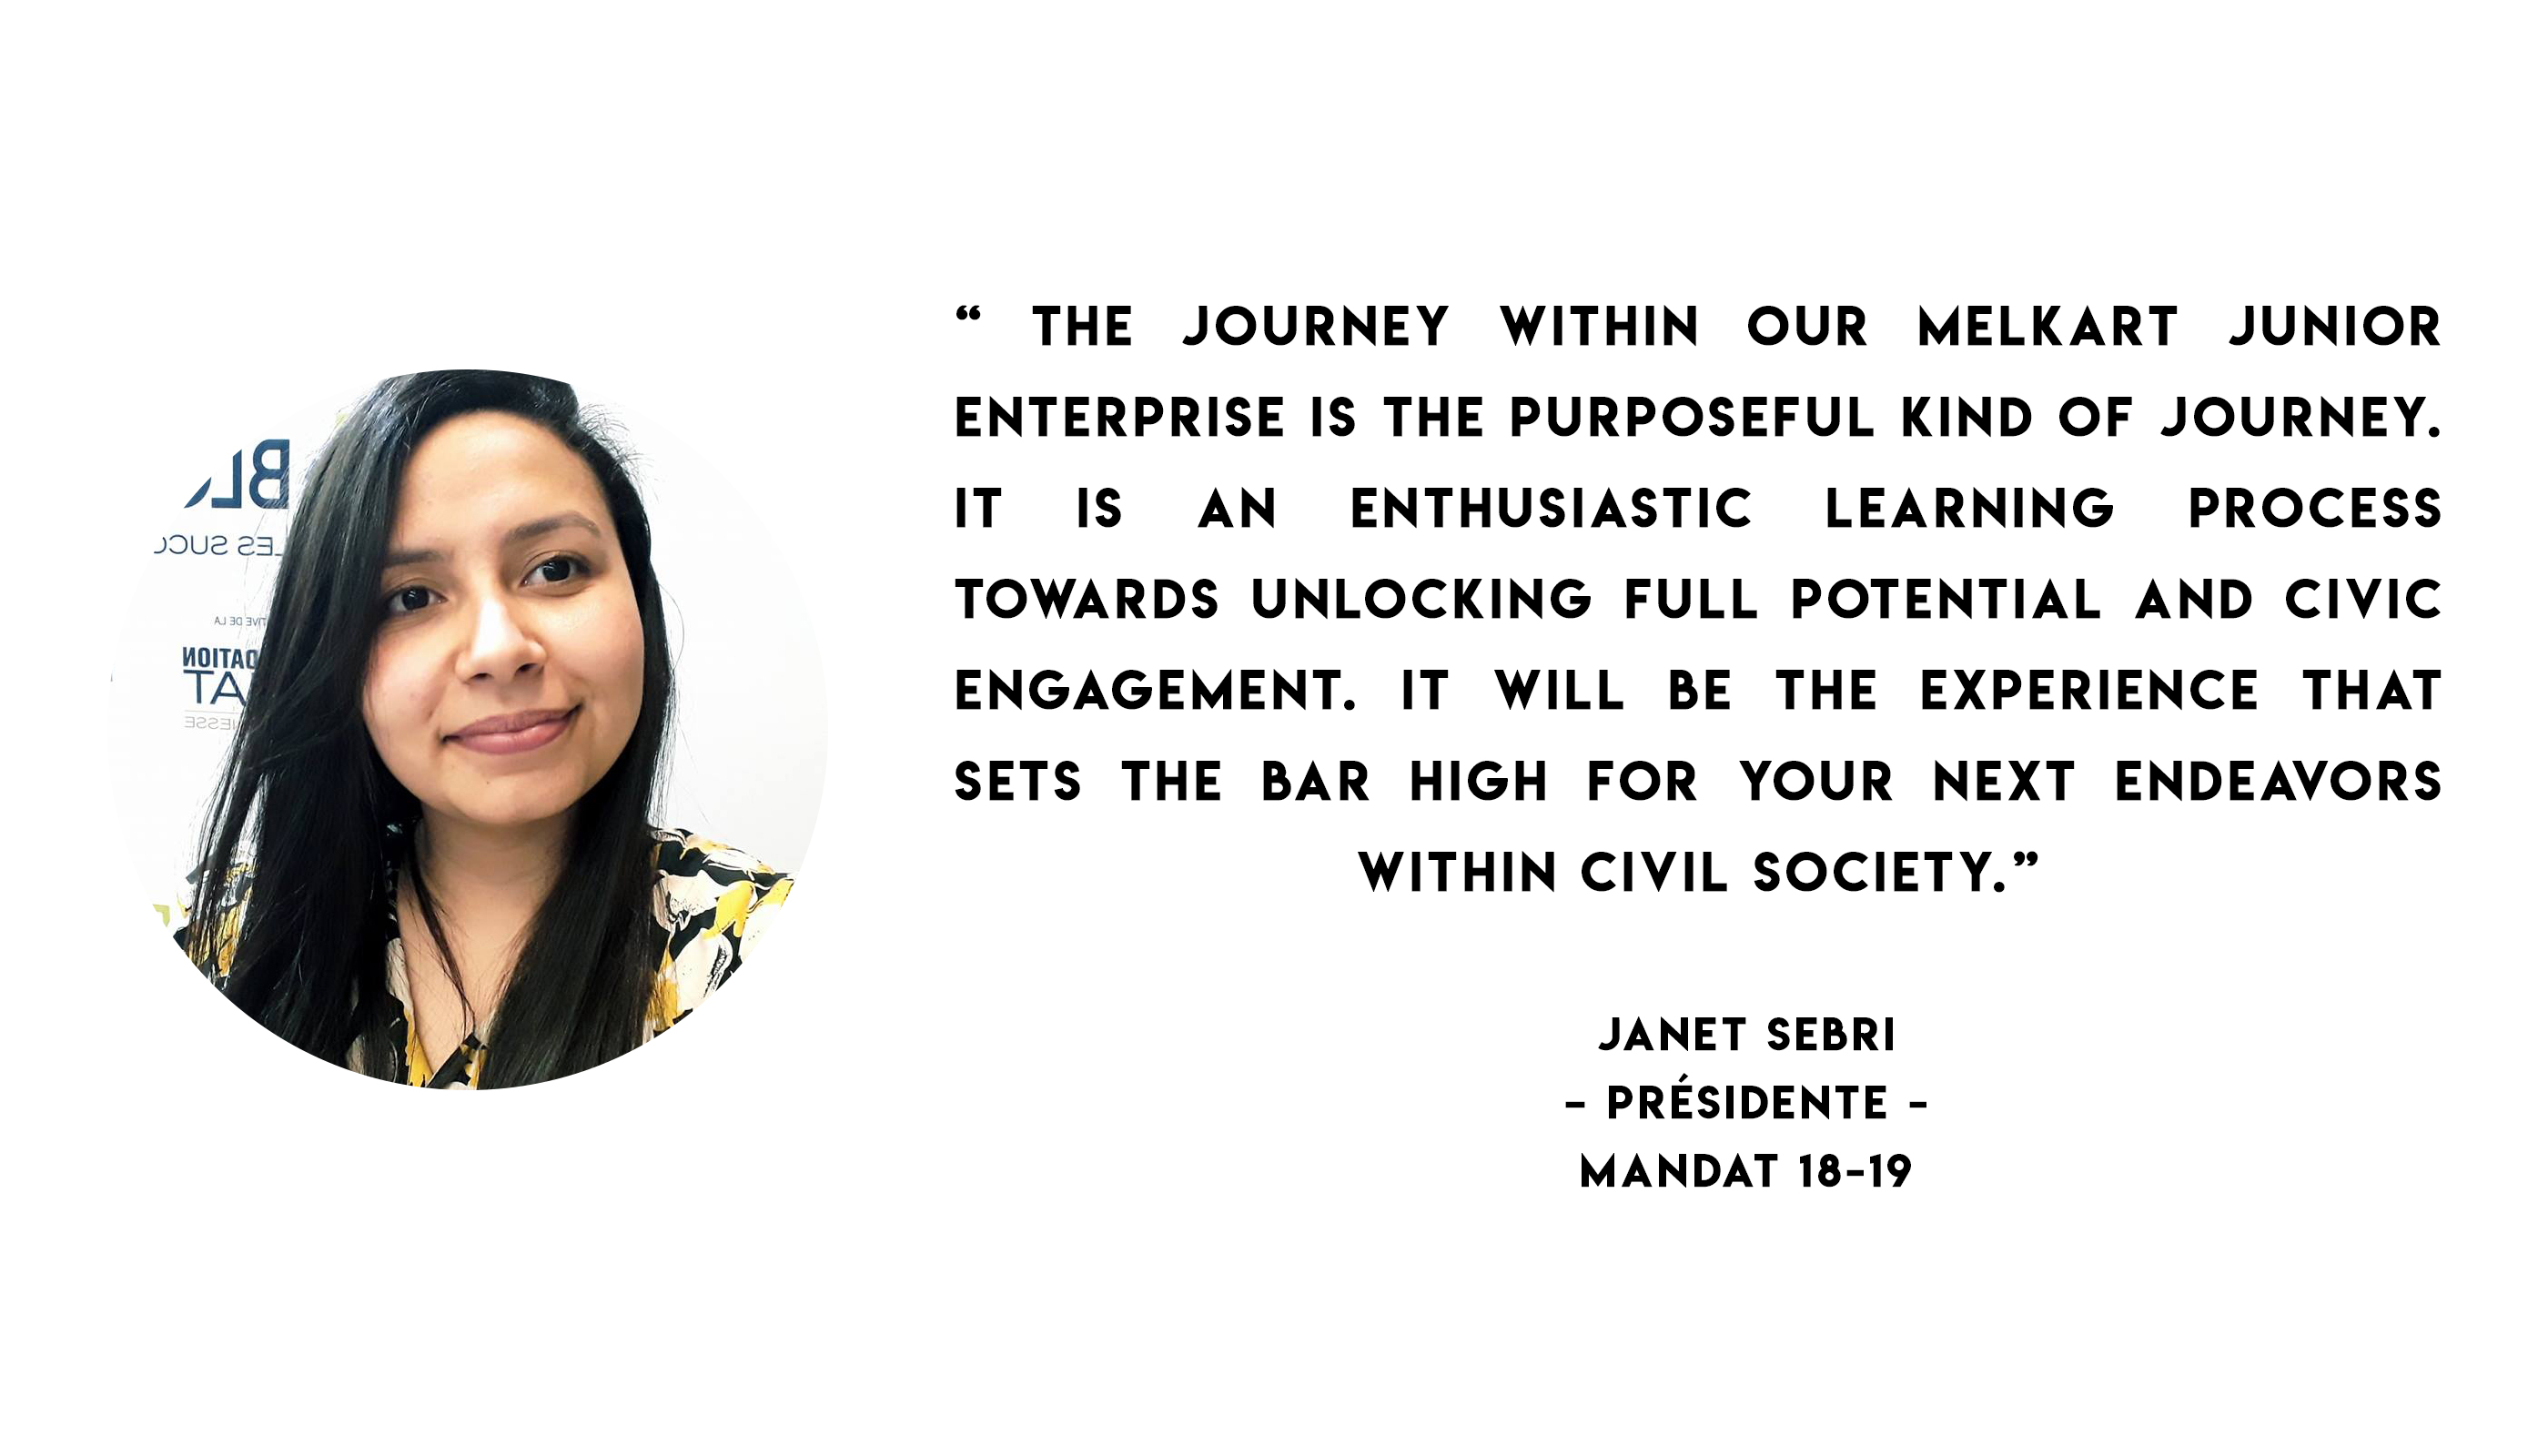 “ THE JOURNEY WITHIN OUR MELKART JUNIOR
ENTERPRISE IS THE PURPOSEFUL KIND OF JOURNEY.
IT IS AN ENTHUSIASTIC LEARNING PROCESS
TOWARDS UNLOCKING FULL POTENTIAL AND CIVIC
ENGAGEMENT. IT WILL BE THE EXPERIENCE THAT
SETS THE BAR HIGH FOR YOUR NEXT ENDEAVORS
WITHIN CIVIL SOCIETY.”
JANET SEBRI
- PRÉSIDENTE -
MANDAT 18-19